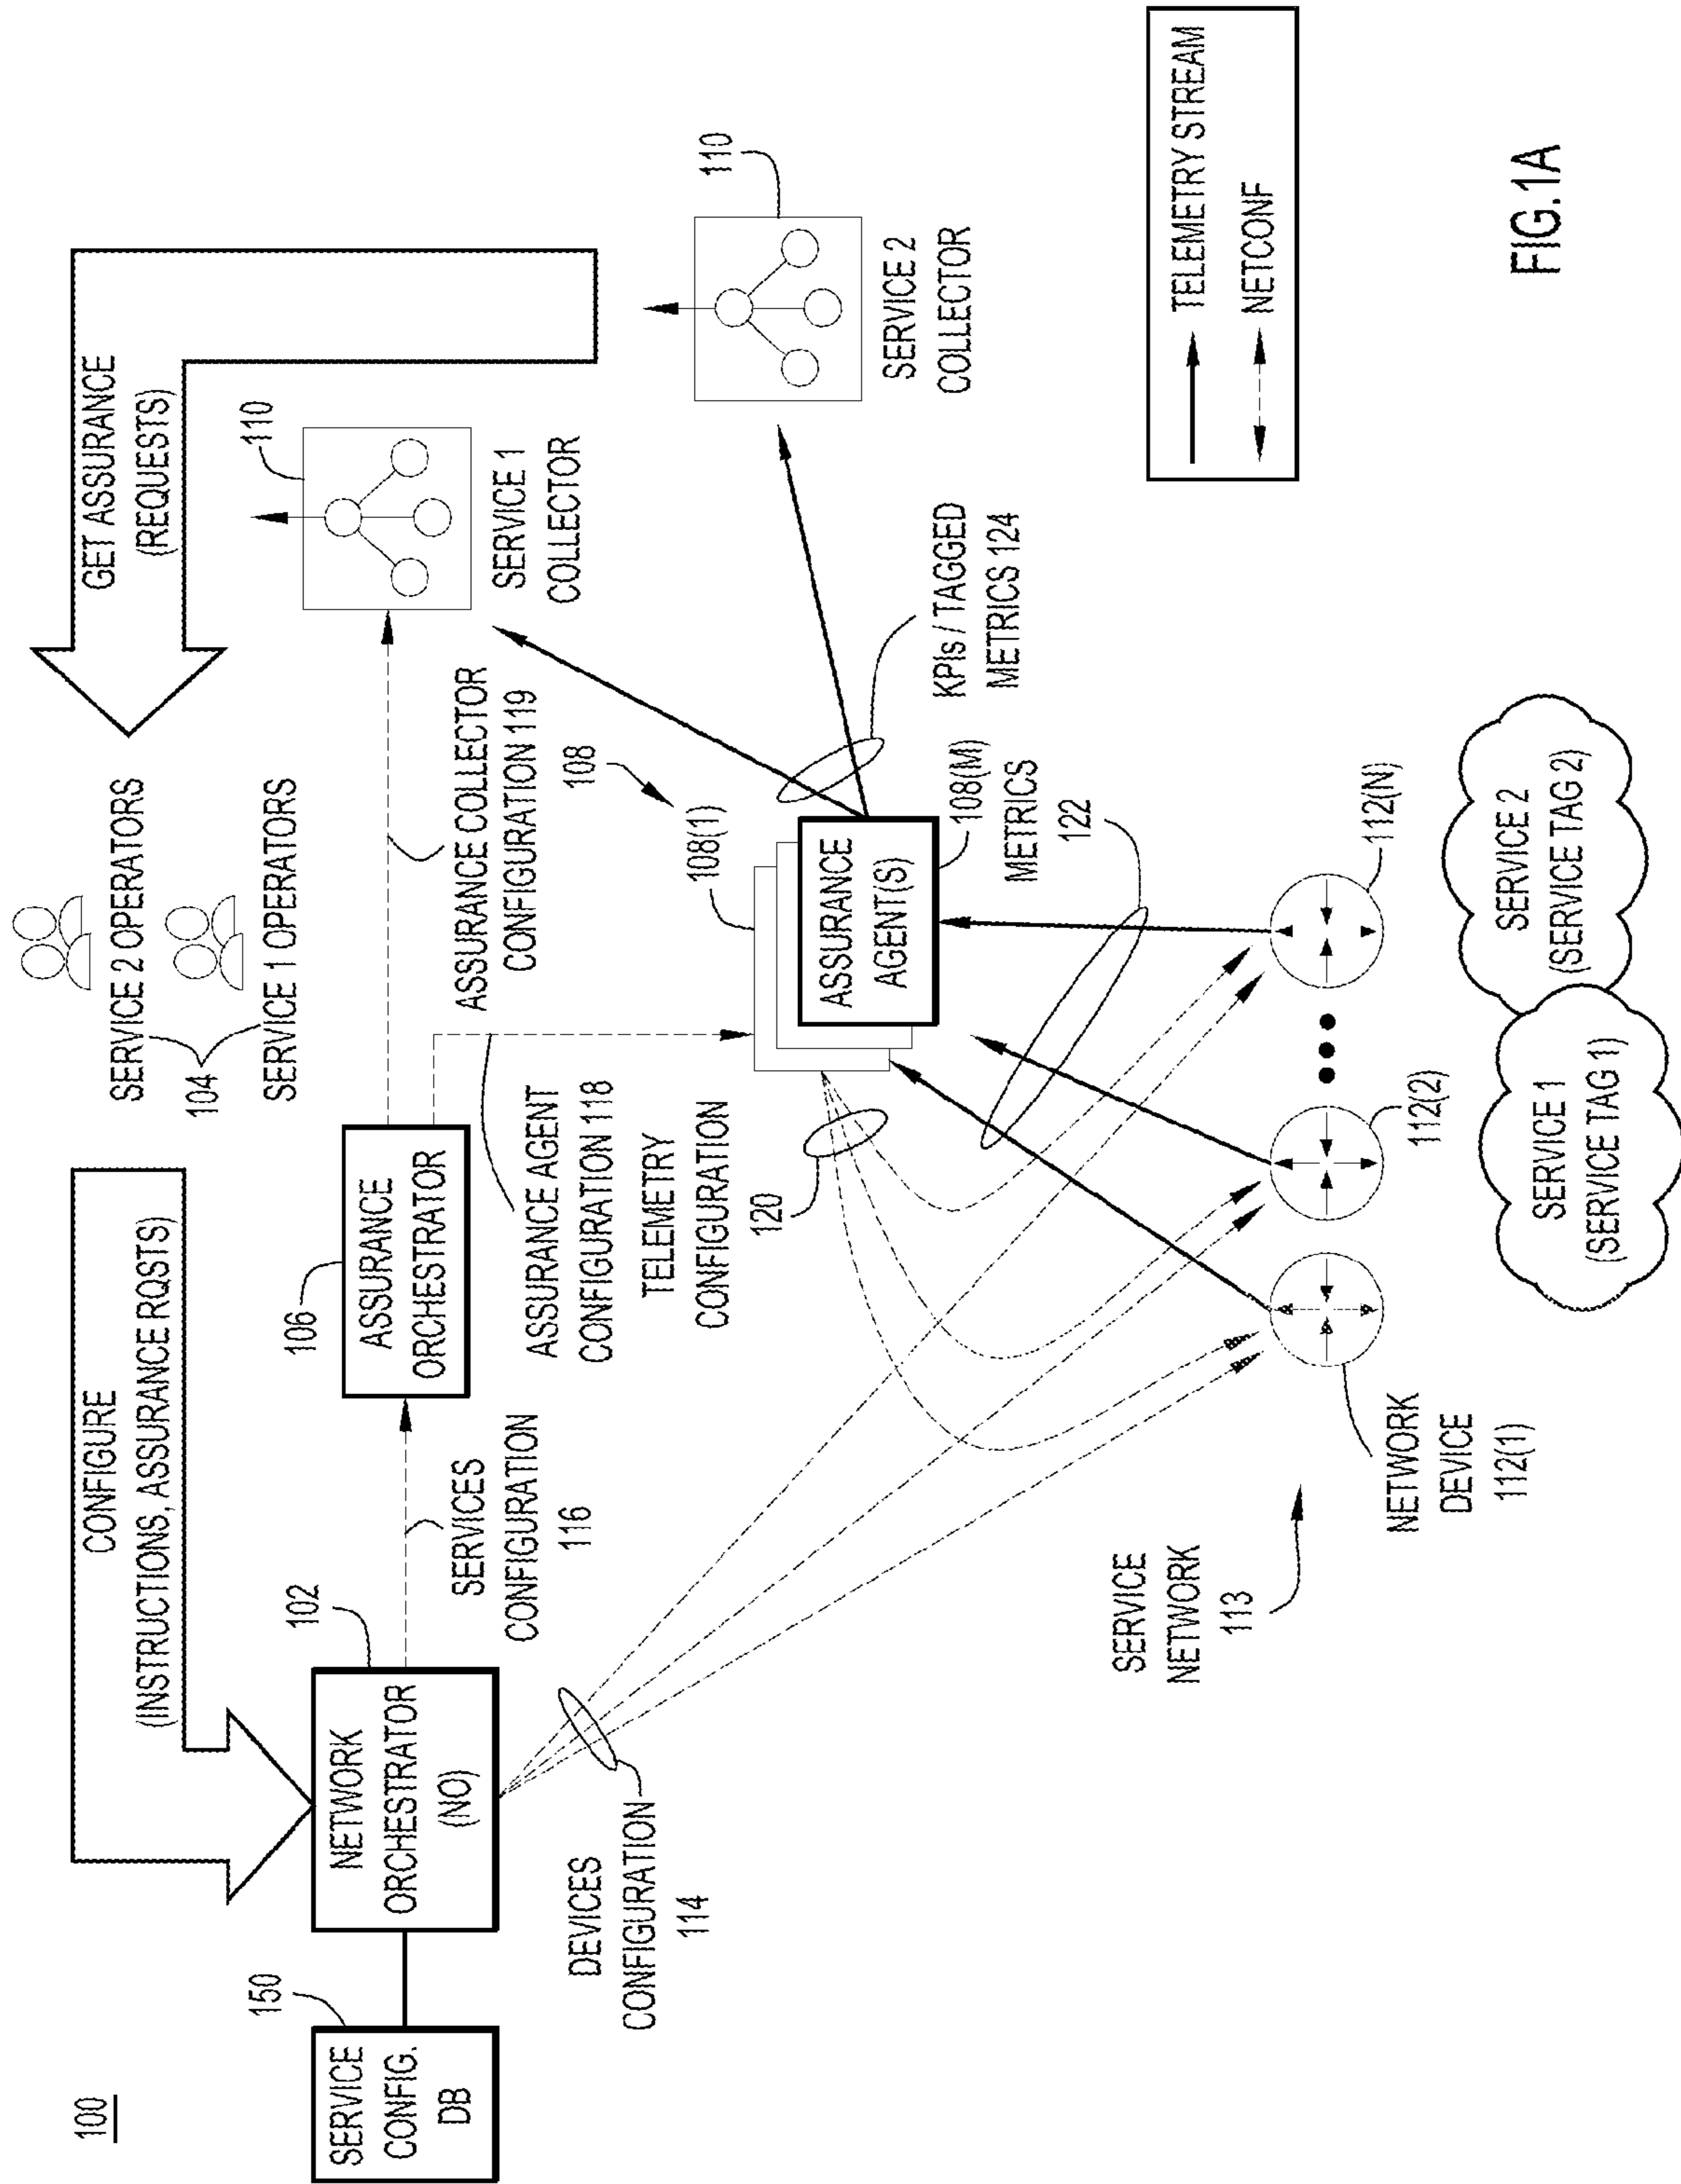 100
CONFIGURE
(INSTRUCTIONS, ASSURANCE RQSTS)
SERVICE 2 OPERATORS
104
SERVICE 1 OPERATORS
GET ASSURANCE
(REQUESTS)
150
SERVICE
CONFIG.
DB
102
NETWORK
ORCHESTRATOR
(NO)
SERVICES
CONFIGURATION
116
106
ASSURANCE
ORCHESTRATOR
ASSURANCE AGENT
CONFIGURATION 118
ASSURANCE COLLECTOR
CONFIGURATION 119
110
SERVICE 1
COLLECTOR
110
SERVICE 2
COLLECTOR
DEVICES
CONFIGURATION
114
TELEMETRY
CONFIGURATION
120
108
108(1)
ASSURANCE
AGENT(S)
108(M)
METRICS
122
KPIs / TAGGED
METRICS 124
SERVICE
NETWORK
113
NETWORK
DEVICE
112(1)
112(2)
112(N)
SERVICE 1
(SERVICE TAG 1)
SERVICE 2
(SERVICE TAG 2)
TELEMETRY STREAM
NETCONF
FIG.1A